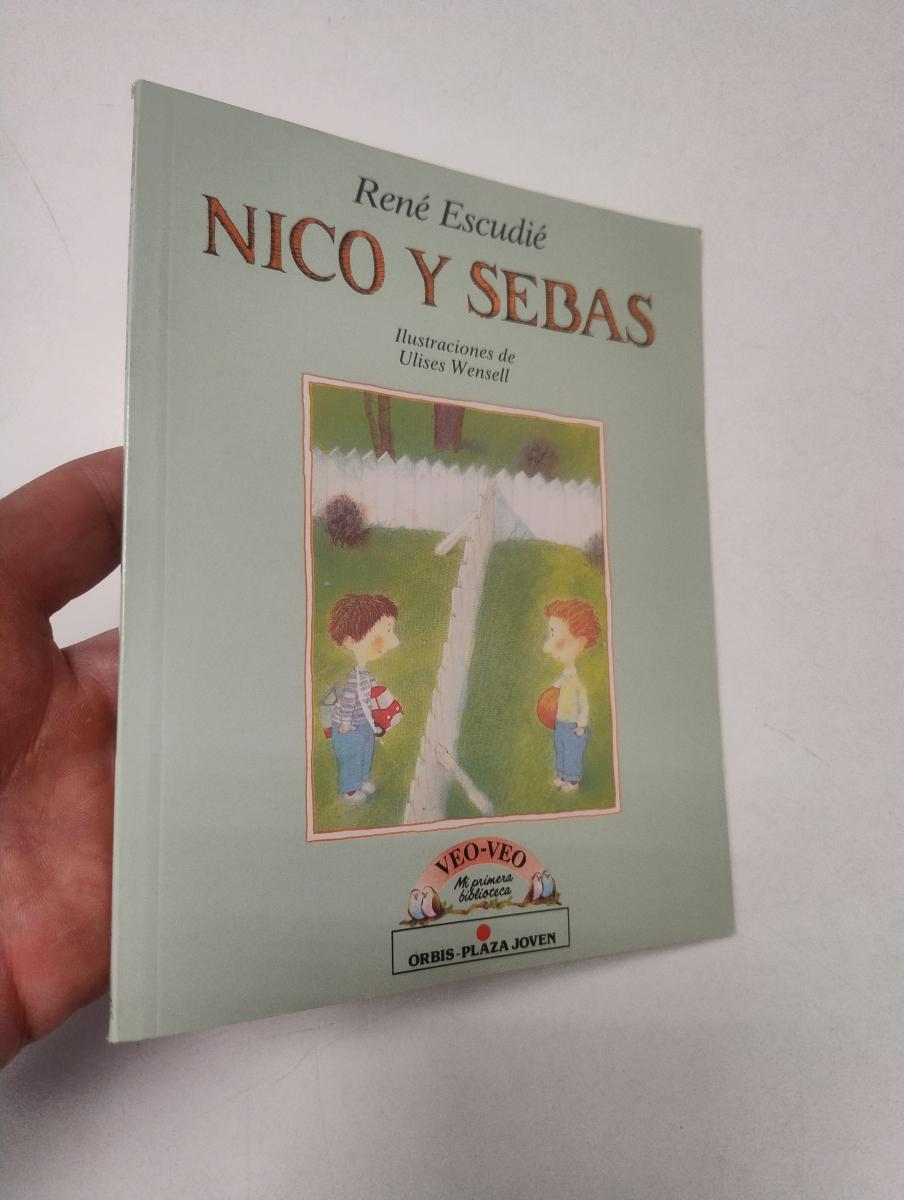 René Escudié
NICO Y SEBAS
Ilustraciones de
Ulises Wensell
VEO-VEO
Mi primera
biblioteca
ORBIS-PLAZA JOVEN